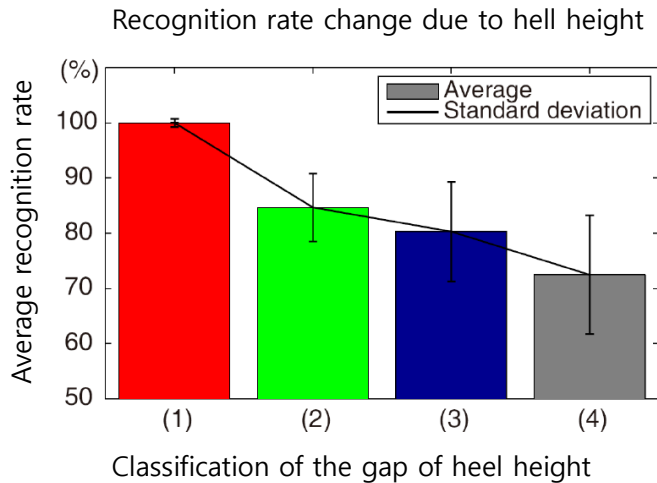 Recognition rate change due to hell height
(%)
Average recognition rate
100
90
80
70
60
50
Average
Standard deviation
(1)
(2)
(3)
(4)
Classification of the gap of heel height